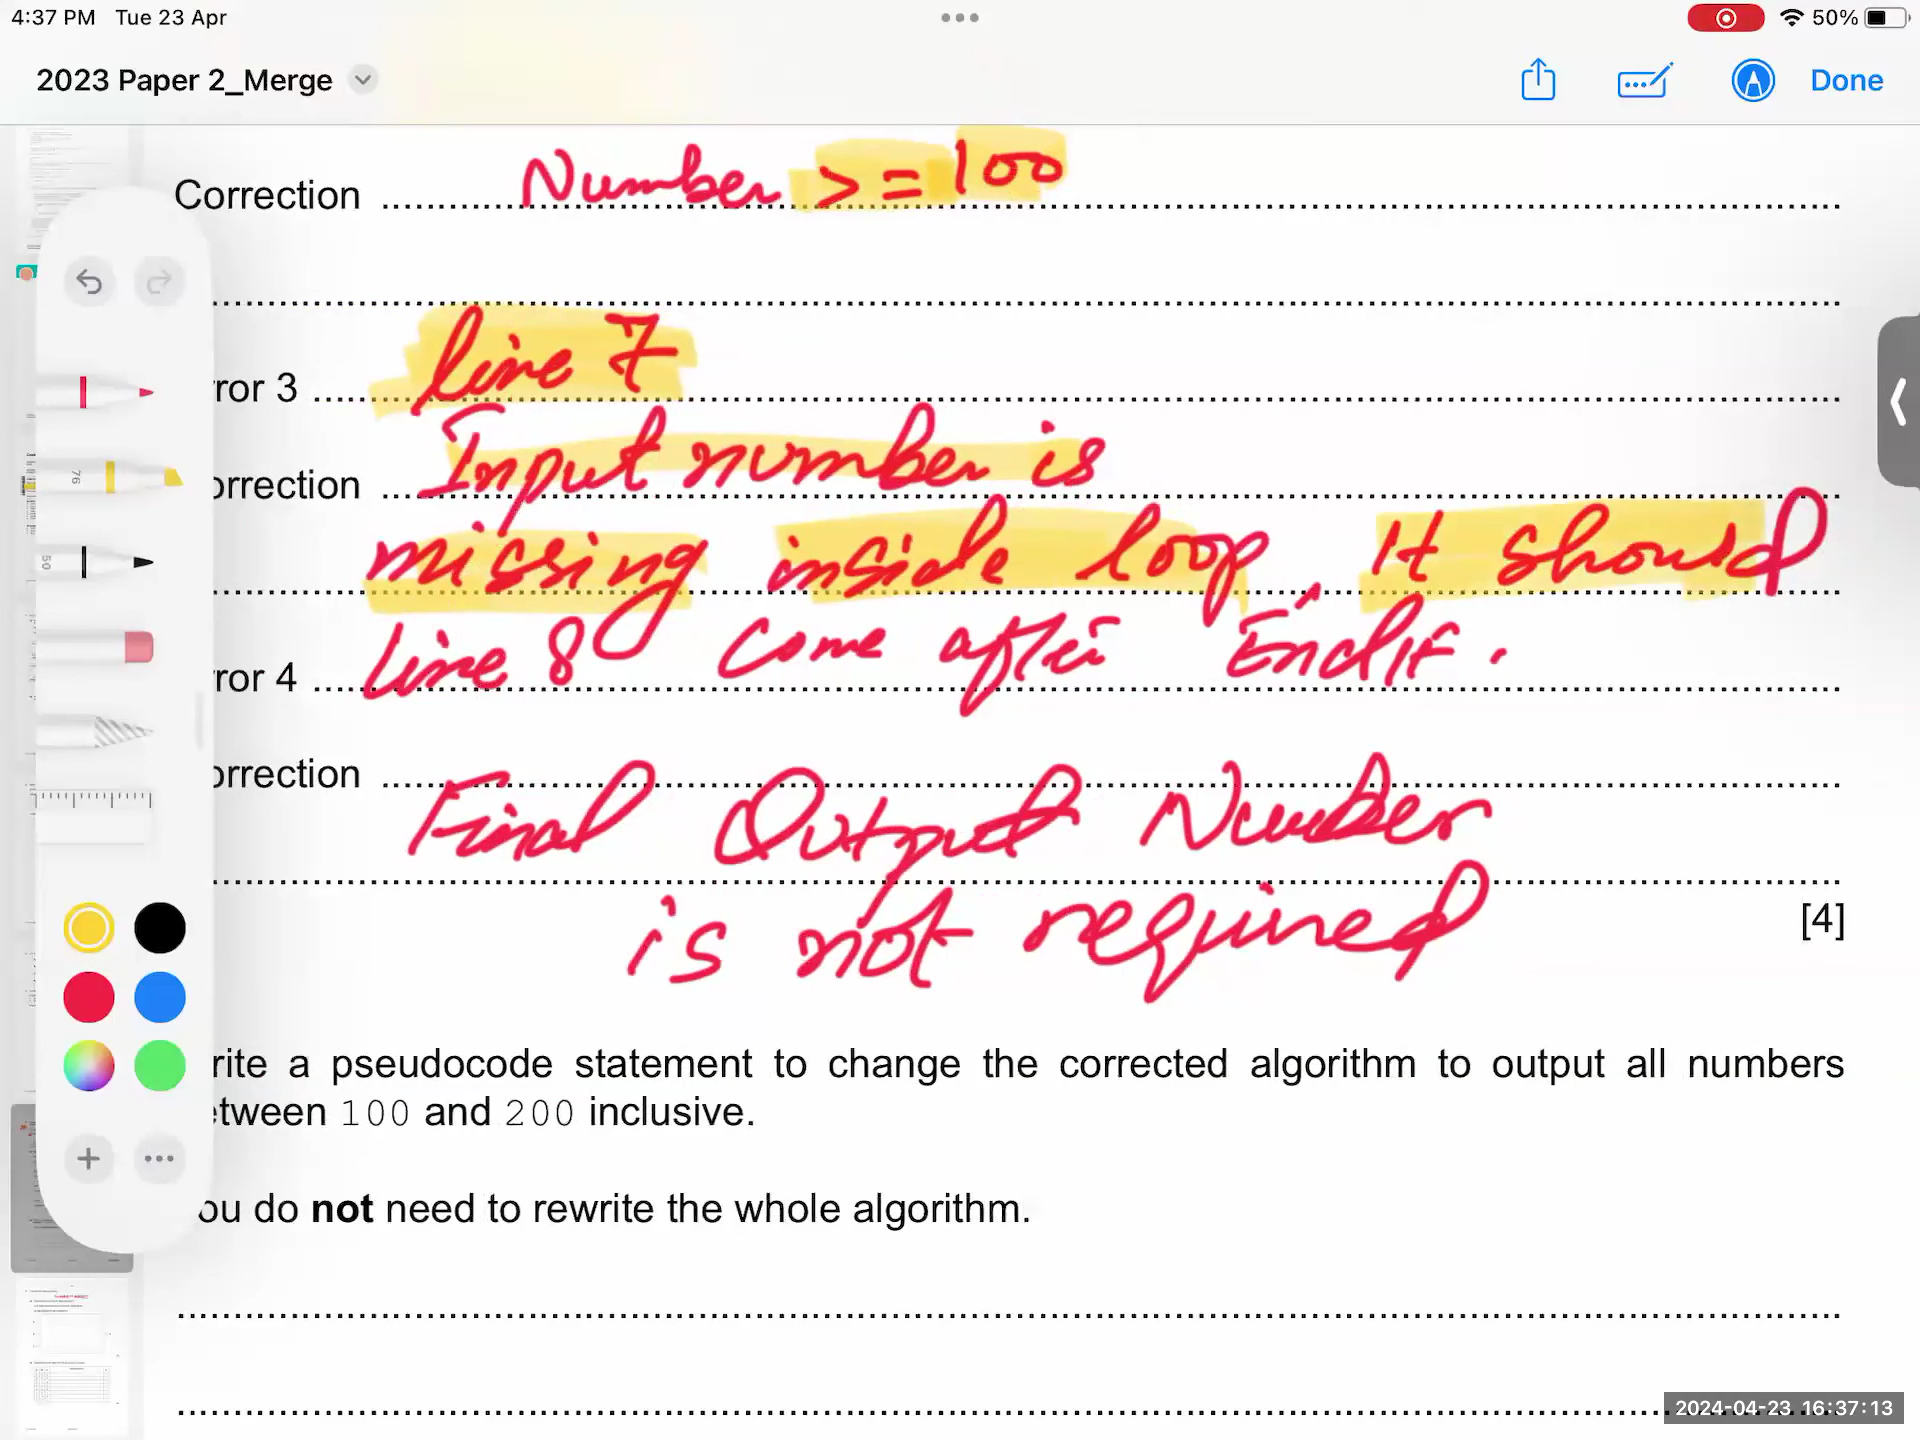 4:37 PM Tue 23 Apr
50%
2023 Paper 2_Merge
Done
Correction Number >= 100
ror 3 line 7
orrection Input number is
missing inside loop. It should
ror 4 line 8 come after EndIf.
orrection Final Output Number
is not required
[4]
rite a pseudocode statement to change the corrected algorithm to output all numbers
etween 100 and 200 inclusive.
ou do not need to rewrite the whole algorithm.
76
50
2024-04-23 16:37:13